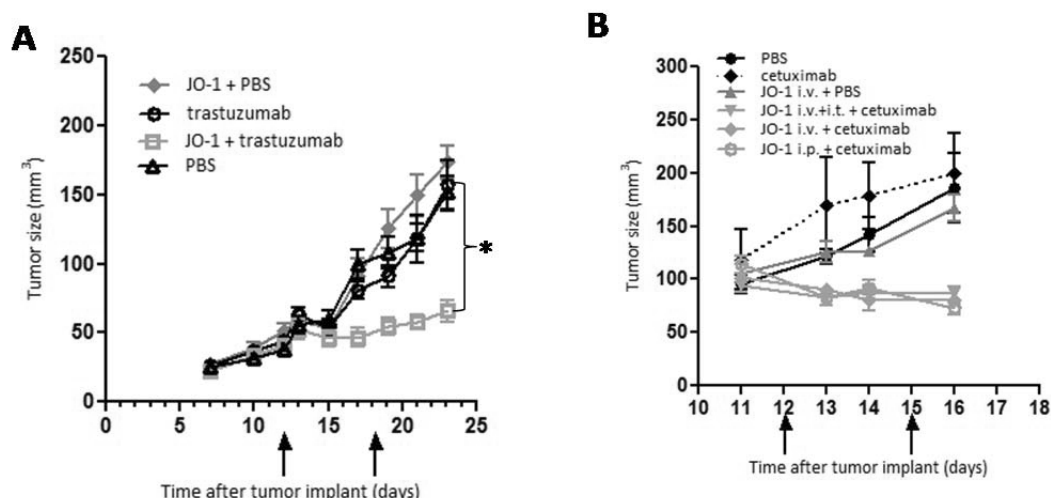 A
250
200
150
100
50
0
Tumor size (mm³)
JO-1 + PBS
trastuzumab
JO-1 + trastuzumab
PBS
*
0 5 10 15 20 25
Time after tumor implant (days)
B
300
250
200
150
100
50
0
Tumor size (mm³)
PBS
cetuximab
JO-1 i.v. + PBS
JO-1 i.v.+i.t. + cetuximab
JO-1 i.v. + cetuximab
JO-1 i.p. + cetuximab
10 11 12 13 14 15 16 17 18
Time after tumor implant (days)